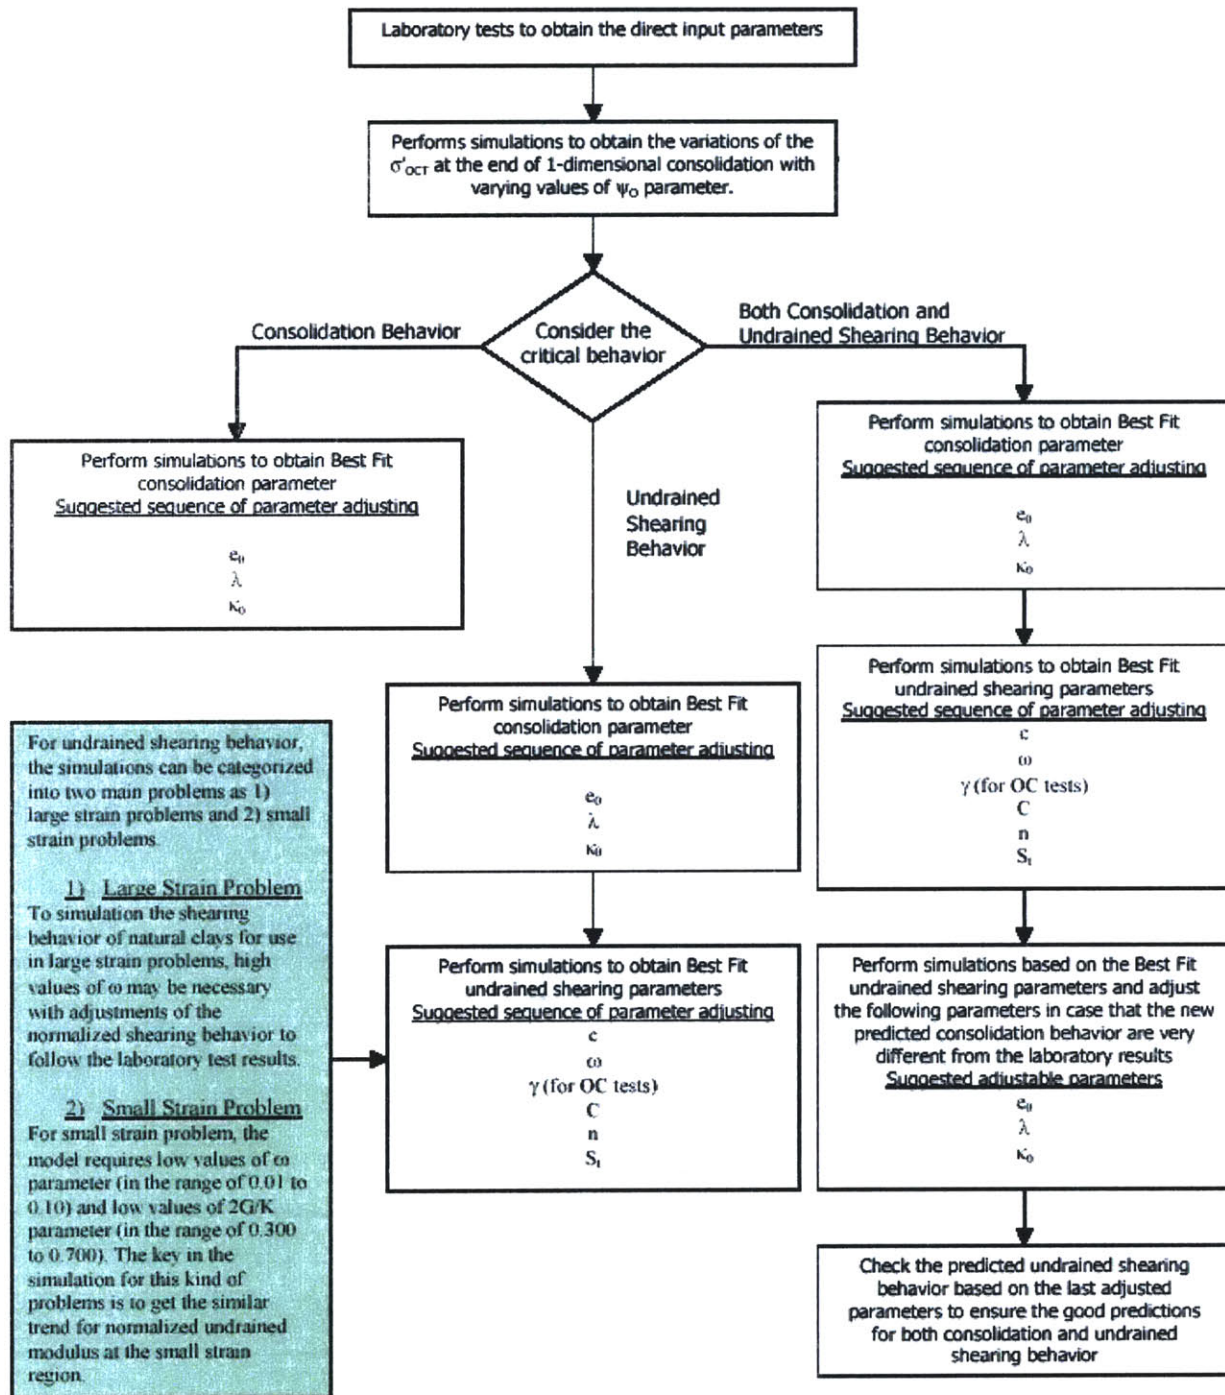 Laboratory tests to obtain the direct input parameters
Performs simulations to obtain the variations of the
σ'OCT at the end of 1-dimensional consolidation with
varying values of ψO parameter.
Consolidation Behavior
Consider the
critical behavior
Both Consolidation and
Undrained Shearing Behavior
Perform simulations to obtain Best Fit
consolidation parameter
Suggested sequence of parameter adjusting
e₀
λ
κ₀
Undrained
Shearing
Behavior
Perform simulations to obtain Best Fit
consolidation parameter
Suggested sequence of parameter adjusting
e₀
λ
κ₀
Perform simulations to obtain Best Fit
undrained shearing parameters
Suggested sequence of parameter adjusting
c
ω
γ (for OC tests)
C
n
Sₜ
For undrained shearing behavior,
the simulations can be categorized
into two main problems as 1)
large strain problems and 2) small
strain problems.
1) Large Strain Problem
To simulation the shearing
behavior of natural clays for use
in large strain problems, high
values of ω may be necessary
with adjustments of the
normalized shearing behavior to
follow the laboratory test results.
2) Small Strain Problem
For small strain problem, the
model requires low values of ω
parameter (in the range of 0.01 to
0.10) and low values of 2G/K
parameter (in the range of 0.300
to 0.700). The key in the
simulation for this kind of
problems is to get the similar
trend for normalized undrained
modulus at the small strain
region.
Perform simulations to obtain Best Fit
consolidation parameter
Suggested sequence of parameter adjusting
e₀
λ
κ₀
Perform simulations to obtain Best Fit
undrained shearing parameters
Suggested sequence of parameter adjusting
c
ω
γ (for OC tests)
C
n
Sₜ
Perform simulations based on the Best Fit
undrained shearing parameters and adjust
the following parameters in case that the new
predicted consolidation behavior are very
different from the laboratory results
Suggested adjustable parameters
e₀
λ
κ₀
Check the predicted undrained shearing
behavior based on the last adjusted
parameters to ensure the good predictions
for both consolidation and undrained
shearing behavior